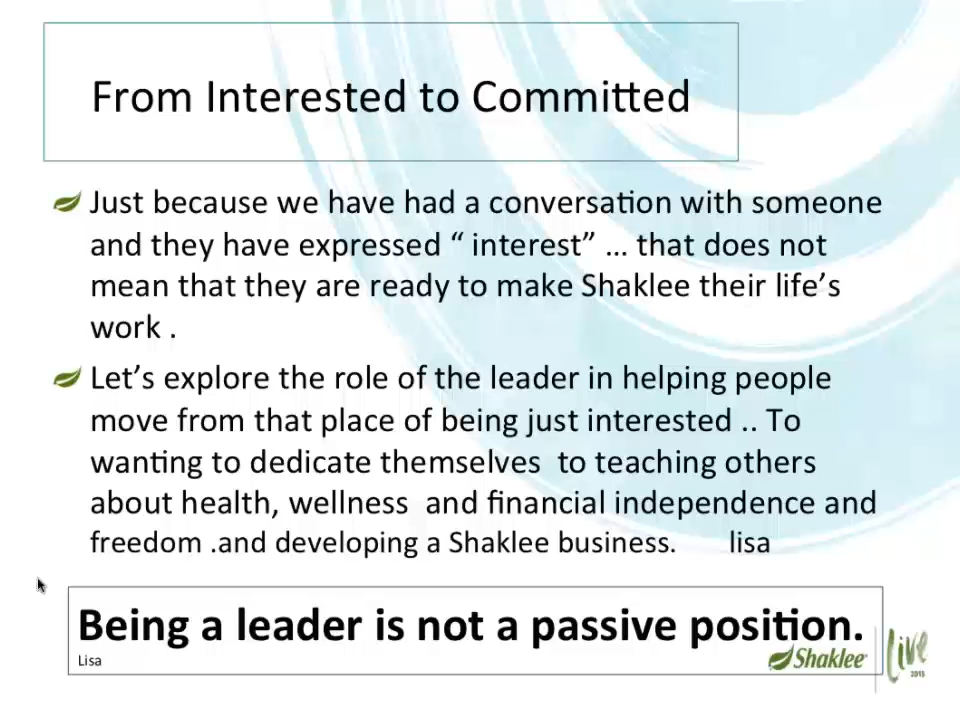 From Interested to Committed
Just because we have had a conversation with someone
and they have expressed “ interest” ... that does not
mean that they are ready to make Shaklee their life’s
work .
Let’s explore the role of the leader in helping people
move from that place of being just interested .. To
wanting to dedicate themselves  to teaching others
about health, wellness  and financial independence and
freedom .and developing a Shaklee business.      lisa
Being a leader is not a passive position.
Lisa
Shaklee
Live
2015